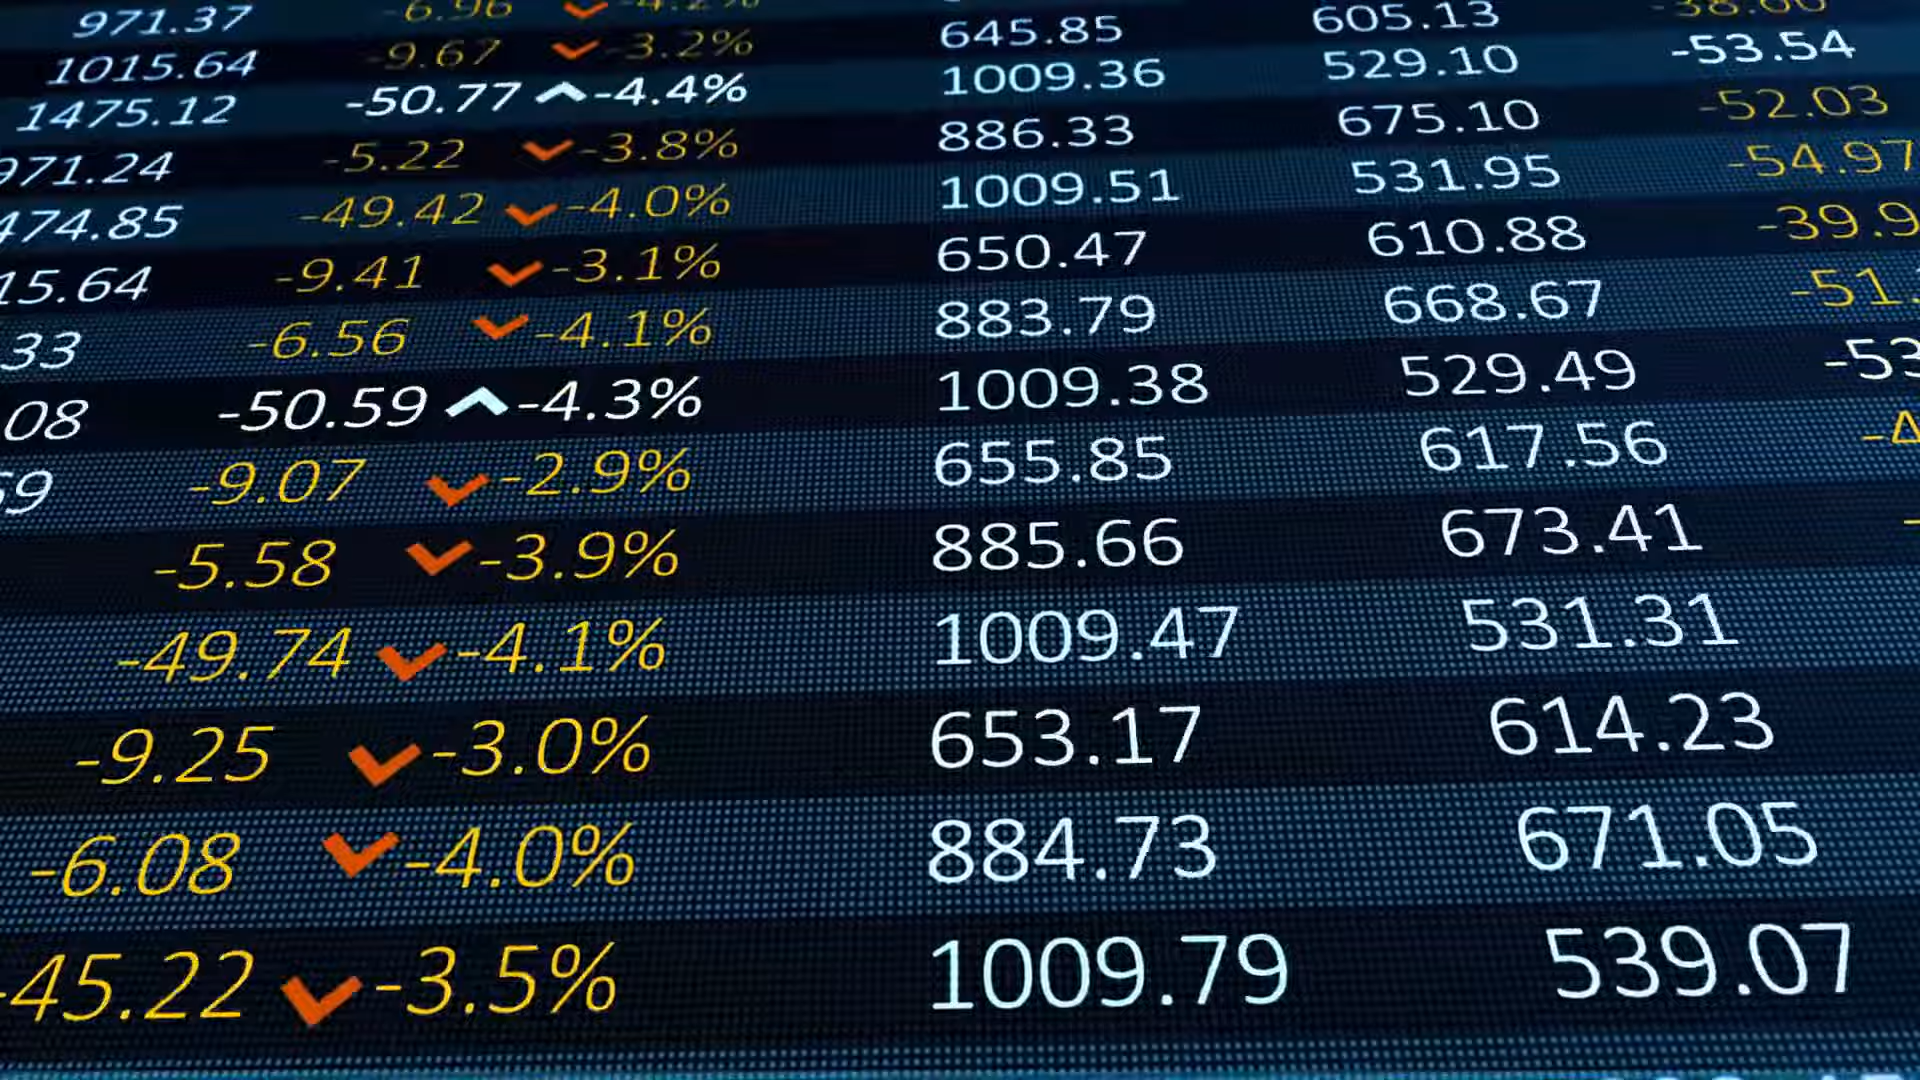 971.37 -6.96 -4.2% 605.13
1015.64 -9.67 -3.2% 645.85 529.10 -53.54
1475.12 -50.77 -4.4% 1009.36 675.10 -52.03
971.24 -5.22 -3.8% 886.33 531.95 -54.97
474.85 -49.42 -4.0% 1009.51 610.88 -39.9
15.64 -9.41 -3.1% 650.47 668.67 -51.
33 -6.56 -4.1% 883.79 529.49 -53
08 -50.59 -4.3% 1009.38 617.56
59 -9.07 -2.9% 655.85 673.41
-5.58 -3.9% 885.66 531.31
-49.74 -4.1% 1009.47 614.23
-9.25 -3.0% 653.17 671.05
-6.08 -4.0% 884.73 539.07
-45.22 -3.5% 1009.79